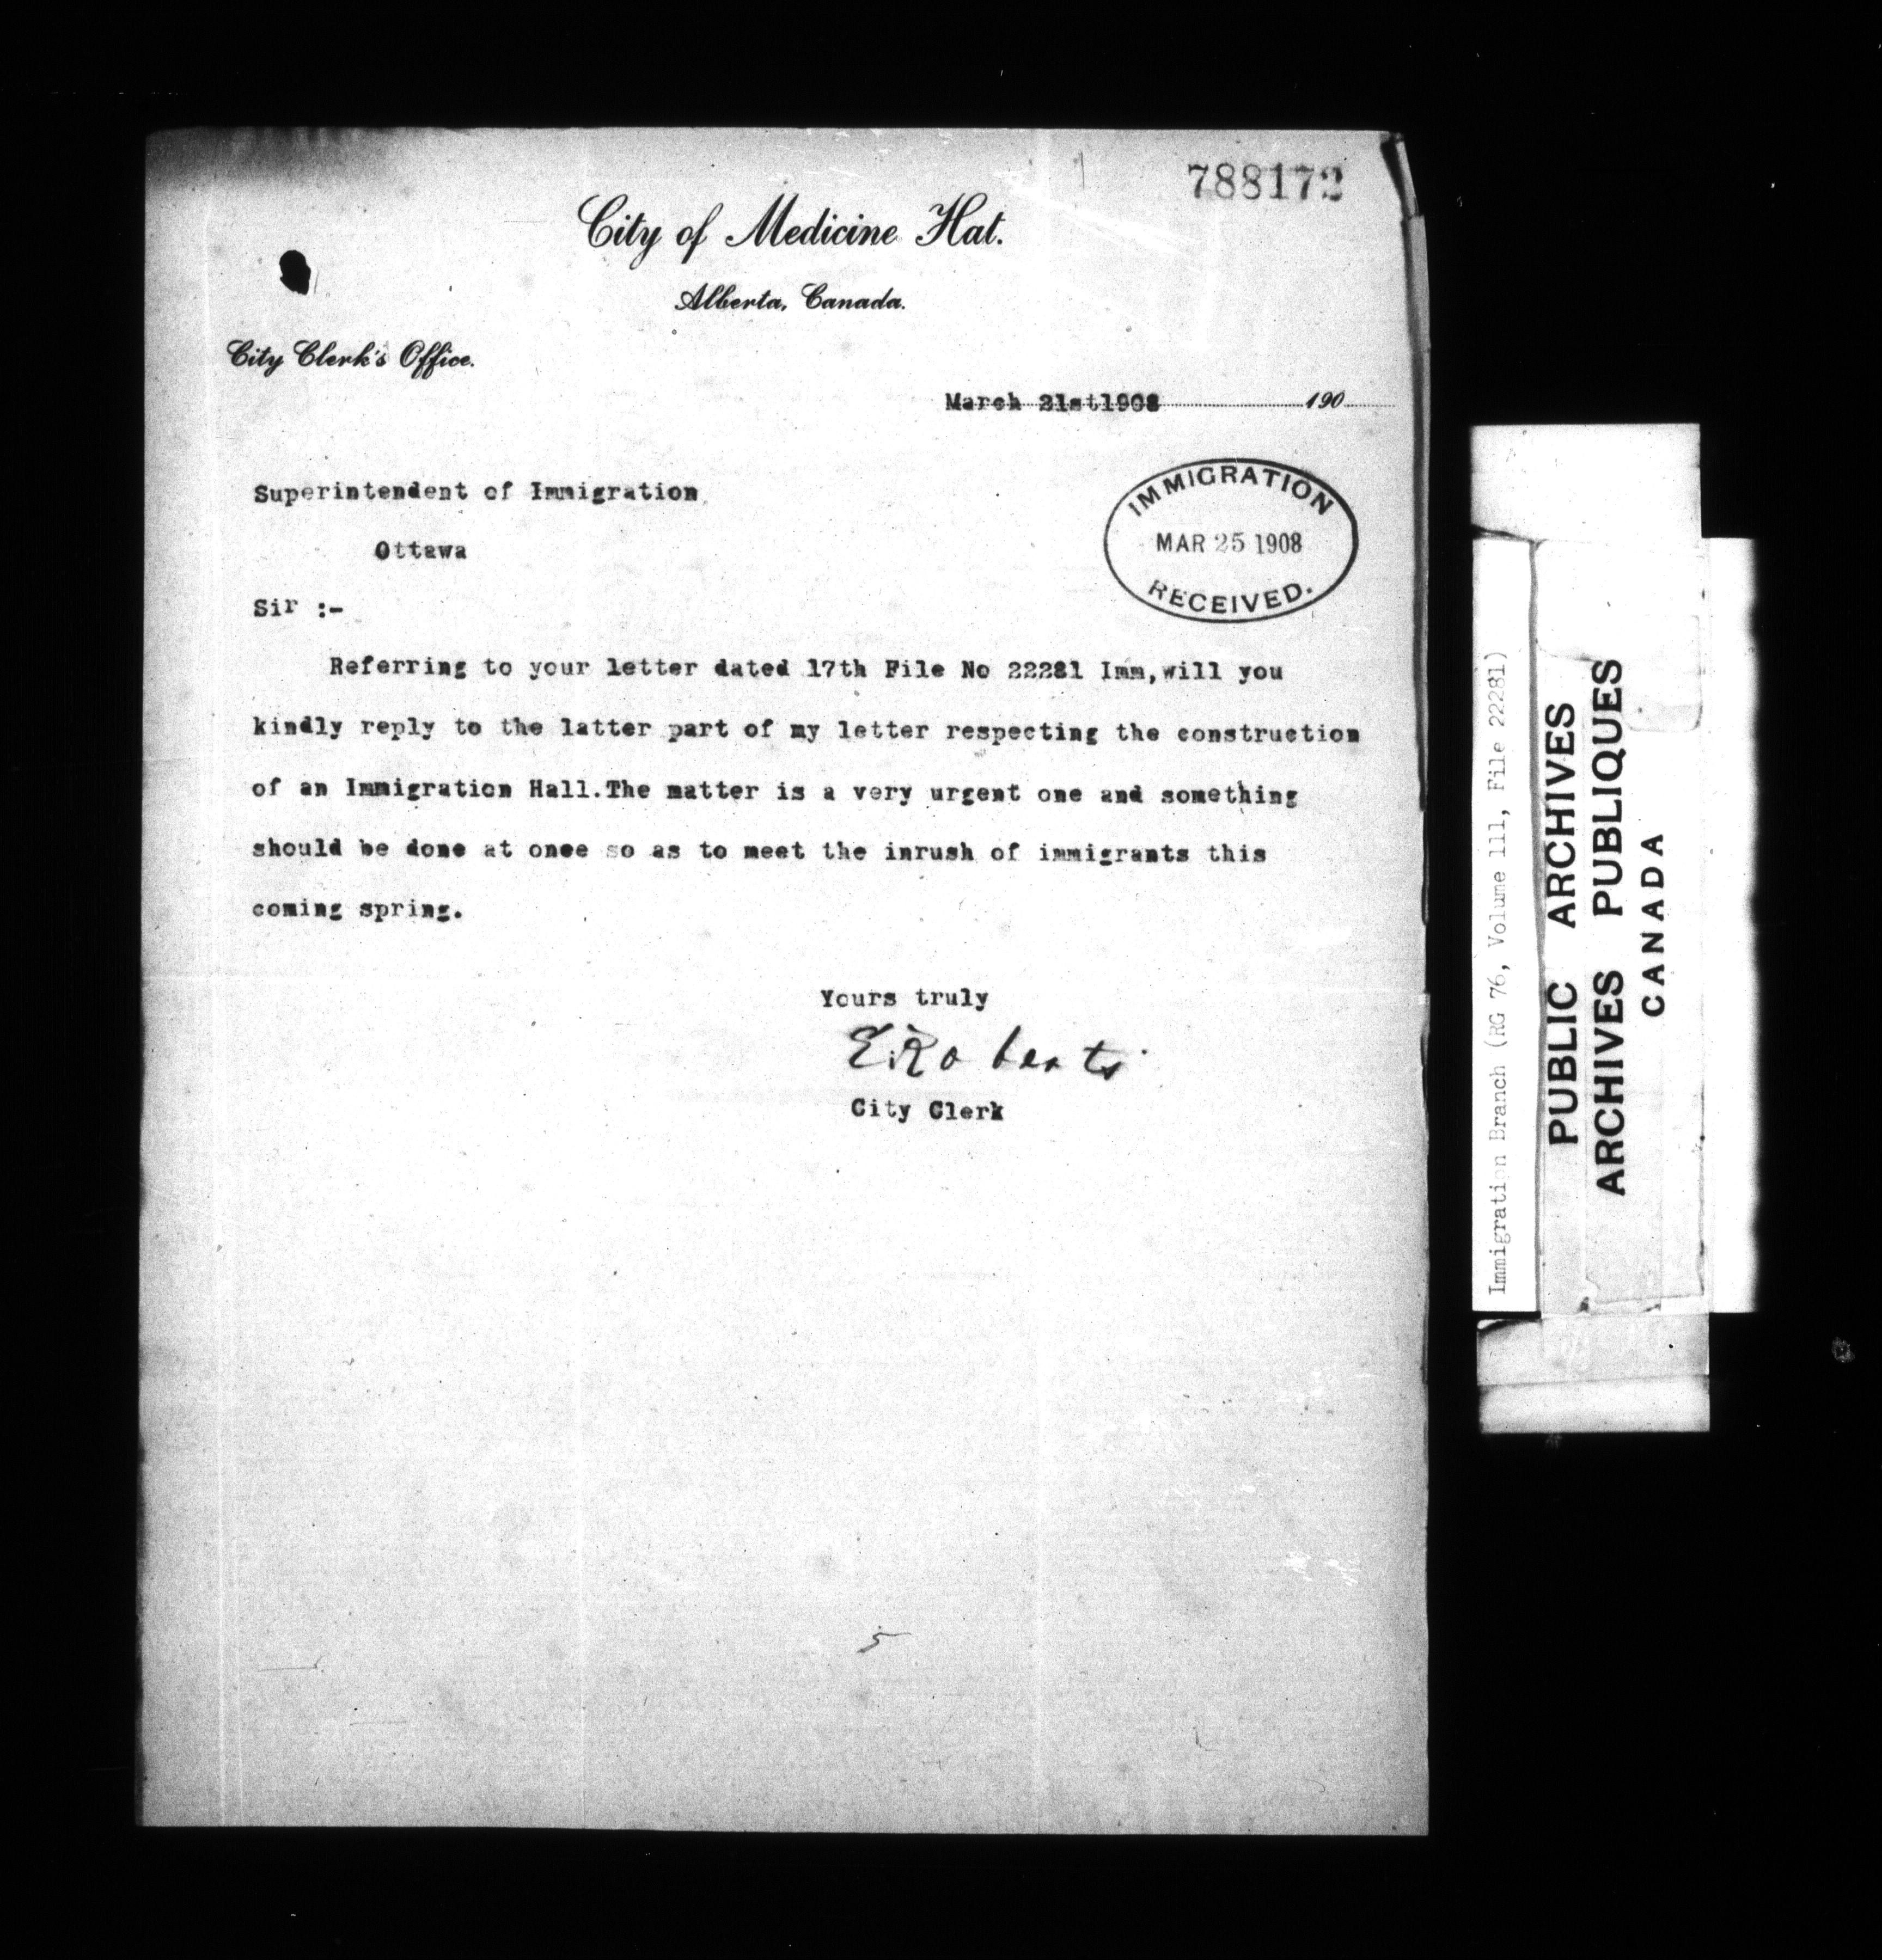 788172
City of Medicine Hat.
Alberta, Canada.
City Clerk's Office.
March 21st1908 190
Superintendent of Immigration
Ottawa
IMMIGRATION
MAR 25 1908
RECEIVED.
Sir :-
Referring to your letter dated 17th File No 22281 Imm,will you
kindly reply to the latter part of my letter respecting the construction
of an Immigration Hall.The matter is a very urgent one and something
should be done at once so as to meet the inrush of immigrants this
coming spring.
Yours truly
E. Roberts
City Clerk
5
Immigration Branch (RG 76, Volume 111, File 22281)
PUBLIC ARCHIVES
ARCHIVES PUBLIQUES
CANADA